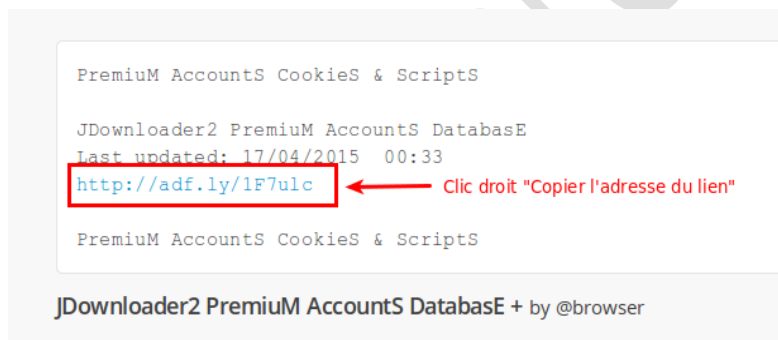 PremiuM AccountS CookieS & ScriptS
JDownloader2 PremiuM AccountS DatabasE
Last updated: 17/04/2015 00:33
http://adf.ly/1F7ulc
Clic droit "Copier l'adresse du lien"
PremiuM AccountS CookieS & ScriptS
JDownloader2 PremiuM AccountS DatabasE + by @browser